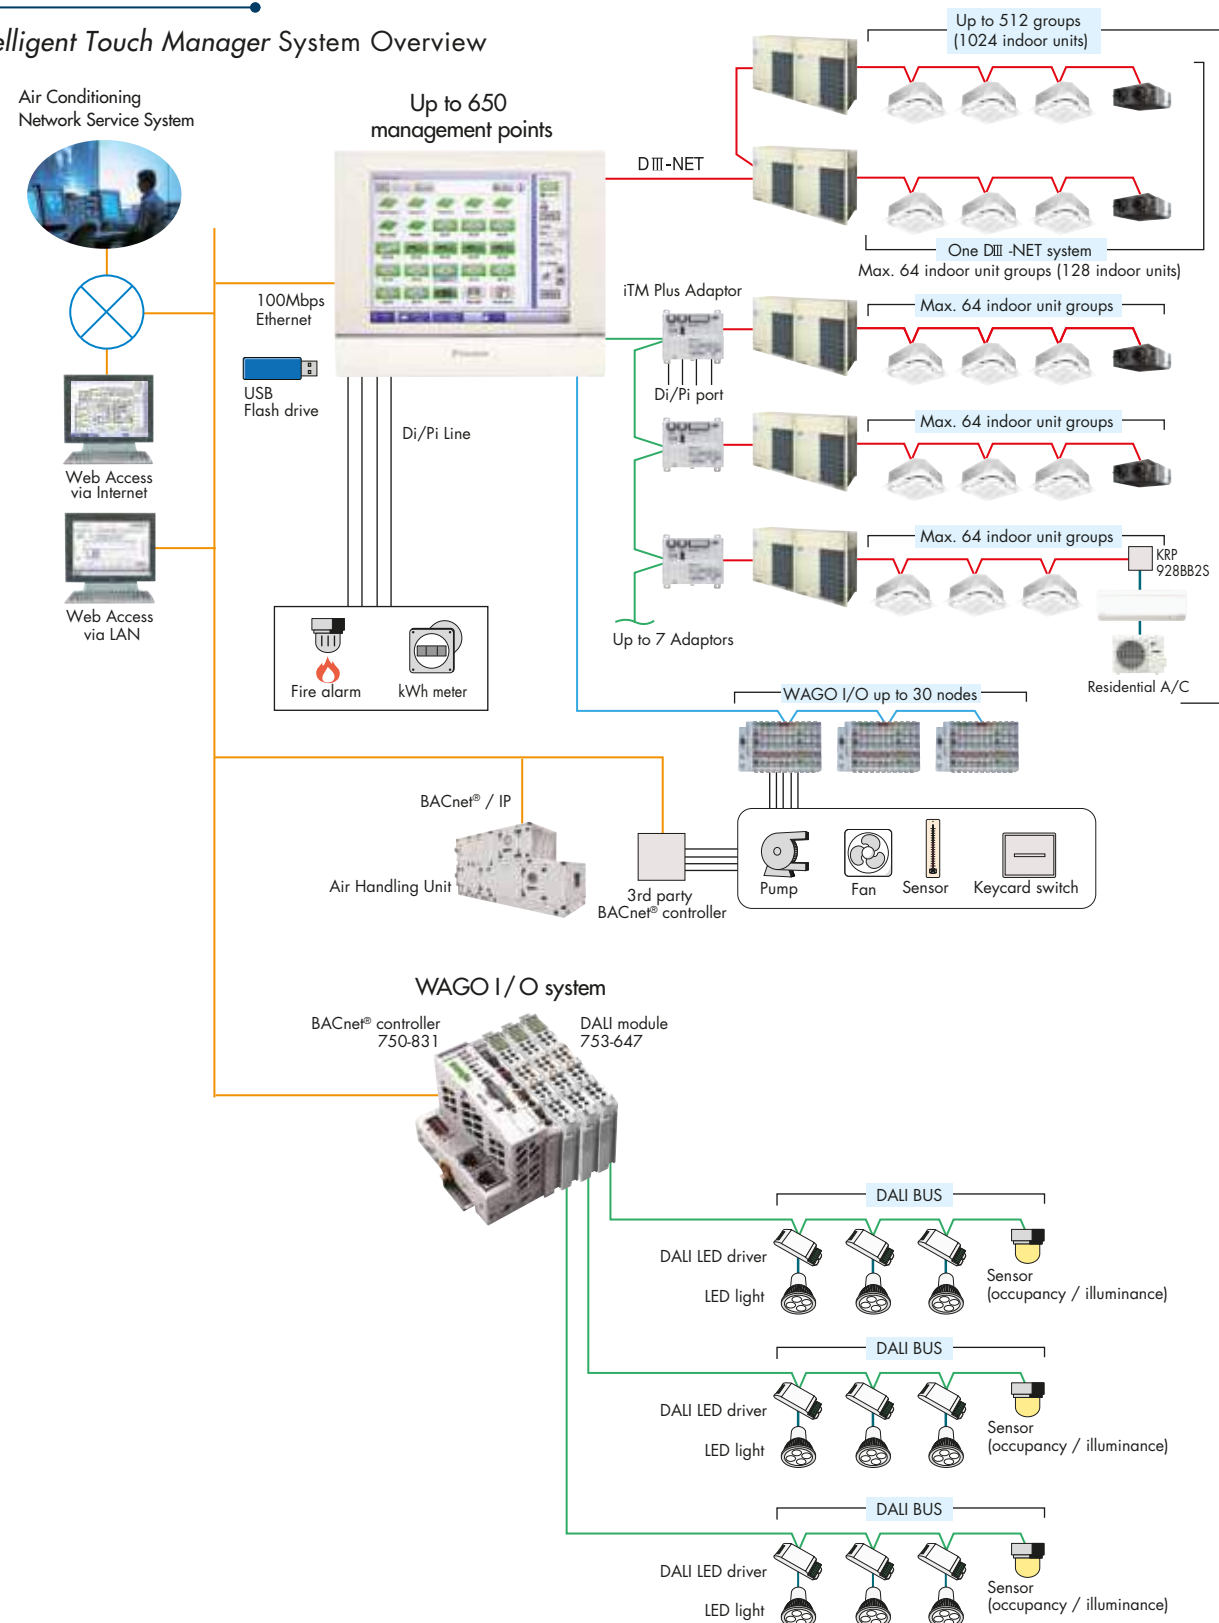 elligent Touch Manager System Overview
Up to 512 groups
(1024 indoor units)
Air Conditioning
Network Service System
Up to 650
management points
DIII-NET
One DIII -NET system
Max. 64 indoor unit groups (128 indoor units)
100Mbps
Ethernet
iTM Plus Adaptor
Max. 64 indoor unit groups
USB
Flash drive
Di/Pi port
Di/Pi Line
Max. 64 indoor unit groups
Web Access
via Internet
Max. 64 indoor unit groups
KRP
928BB2S
Web Access
via LAN
Up to 7 Adaptors
Fire alarm
kWh meter
Residential A/C
WAGO I/O up to 30 nodes
BACnet® / IP
Air Handling Unit
3rd party
BACnet® controller
Pump
Fan
Sensor
Keycard switch
WAGO I/O system
BACnet® controller
750-831
DALI module
753-647
DALI BUS
DALI LED driver
LED light
Sensor
(occupancy / illuminance)
DALI BUS
DALI LED driver
LED light
Sensor
(occupancy / illuminance)
DALI BUS
DALI LED driver
LED light
Sensor
(occupancy / illuminance)